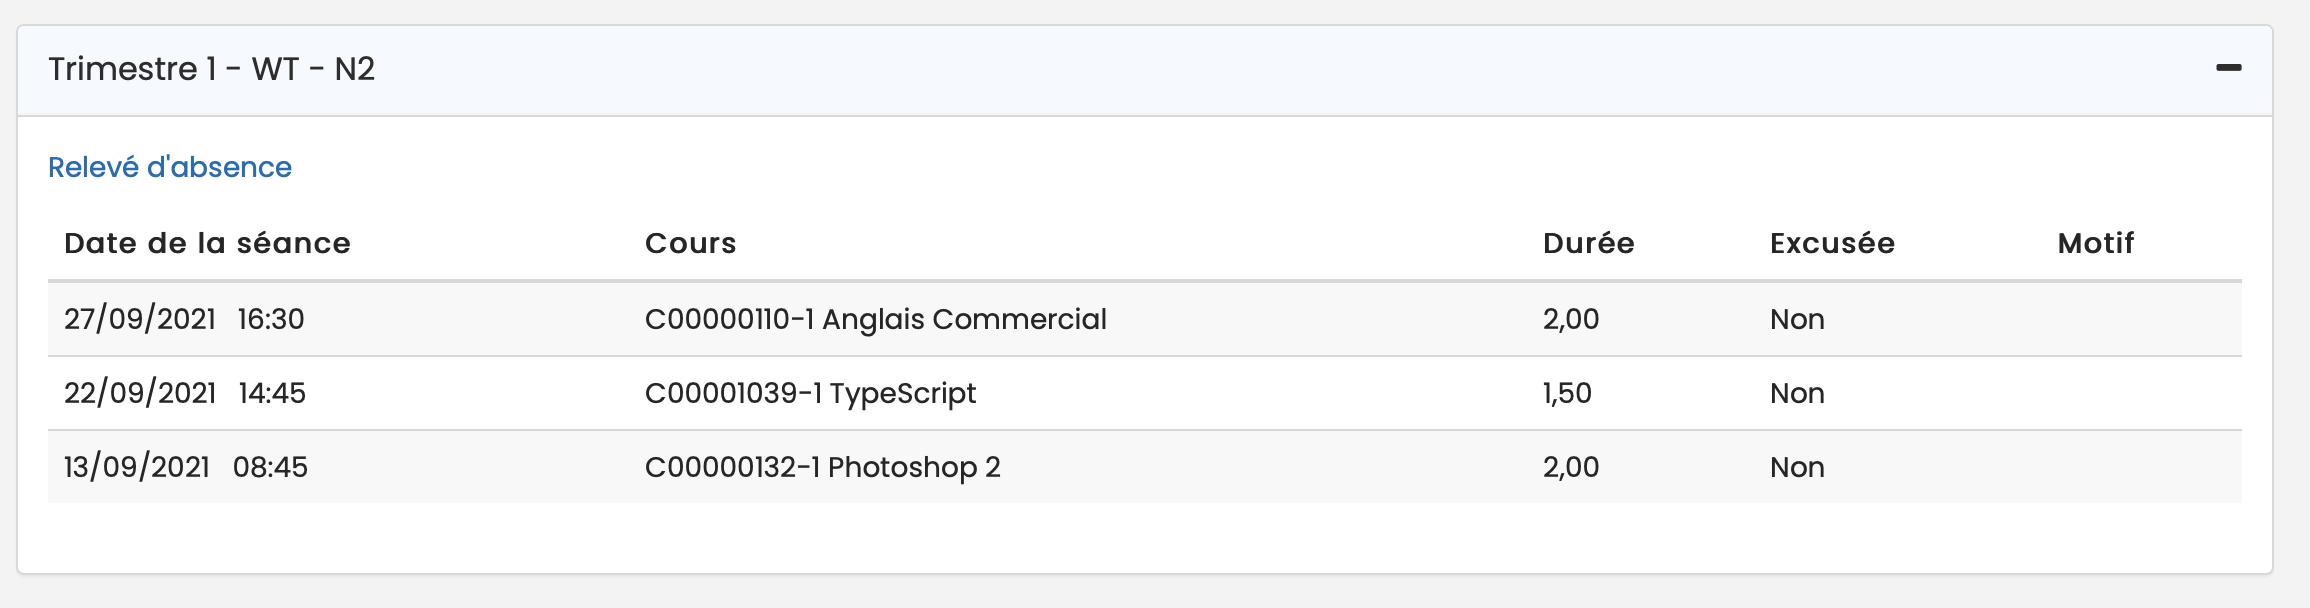 Trimestre 1 - WT - N2
Relevé d'absence
Date de la séance Cours Durée Excusée Motif
27/09/2021 16:30 C00000110-1 Anglais Commercial 2,00 Non
22/09/2021 14:45 C00001039-1 TypeScript 1,50 Non
13/09/2021 08:45 C00000132-1 Photoshop 2 2,00 Non